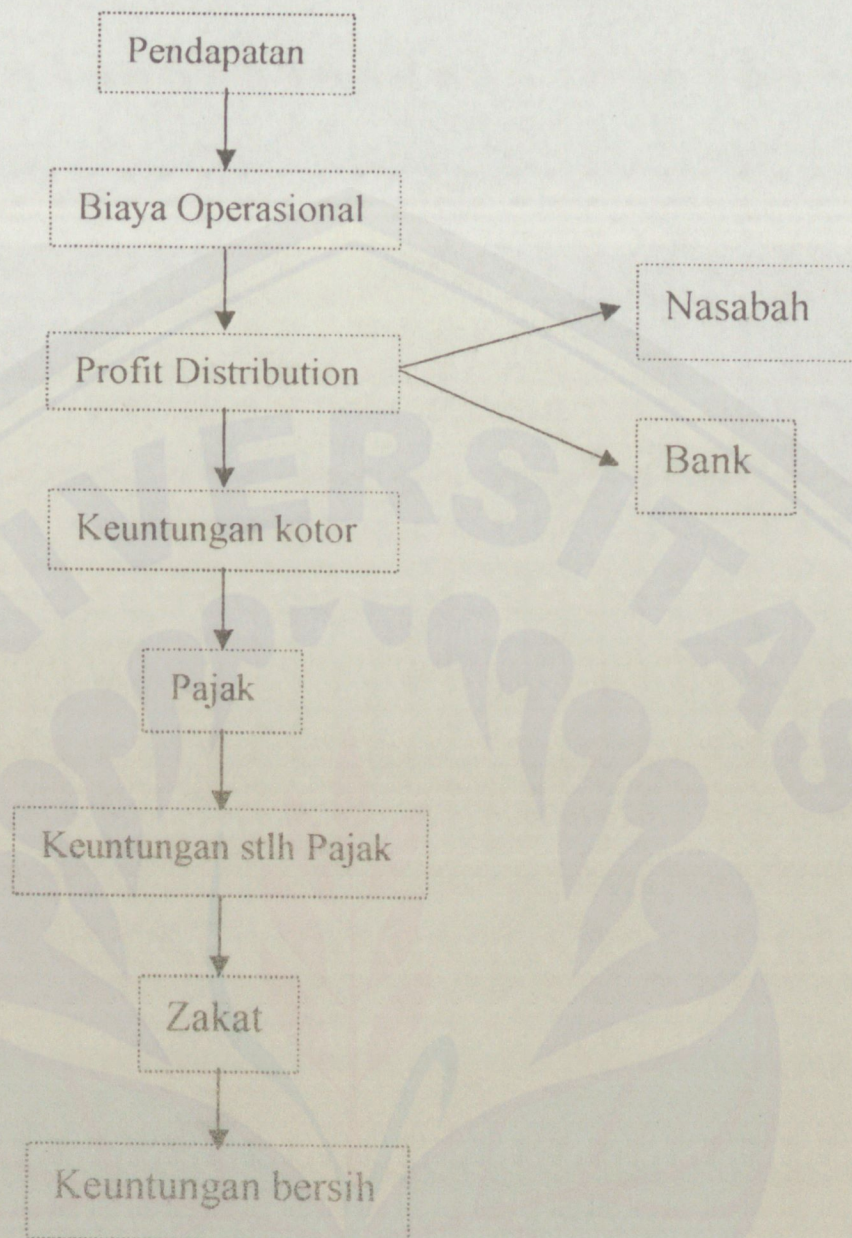 Pendapatan
Biaya Operasional
Nasabah
Profit Distribution
Bank
Keuntungan kotor
Pajak
Keuntungan stlh Pajak
Zakat
Keuntungan bersih